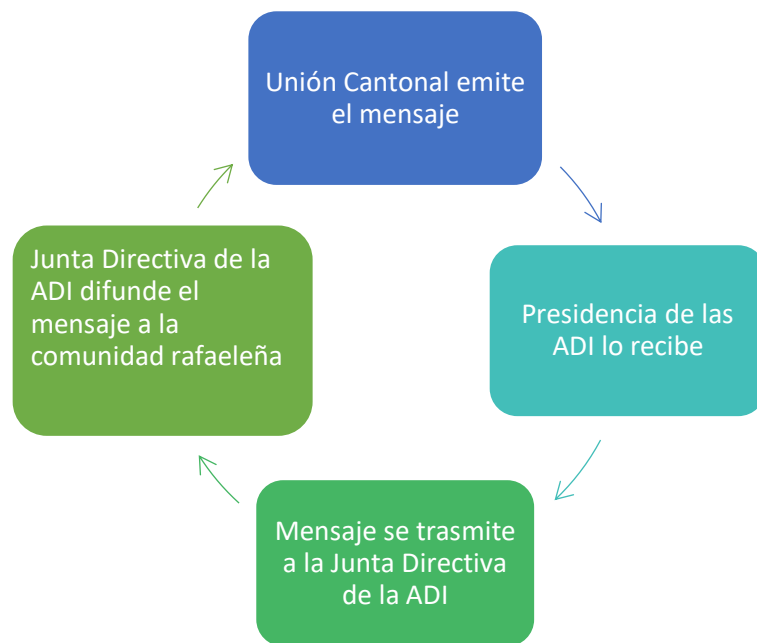 Unión Cantonal emite
el mensaje
Presidencia de las
ADI lo recibe
Mensaje se trasmite
a la Junta Directiva
de la ADI
Junta Directiva de la
ADI difunde el
mensaje a la
comunidad rafaeleña